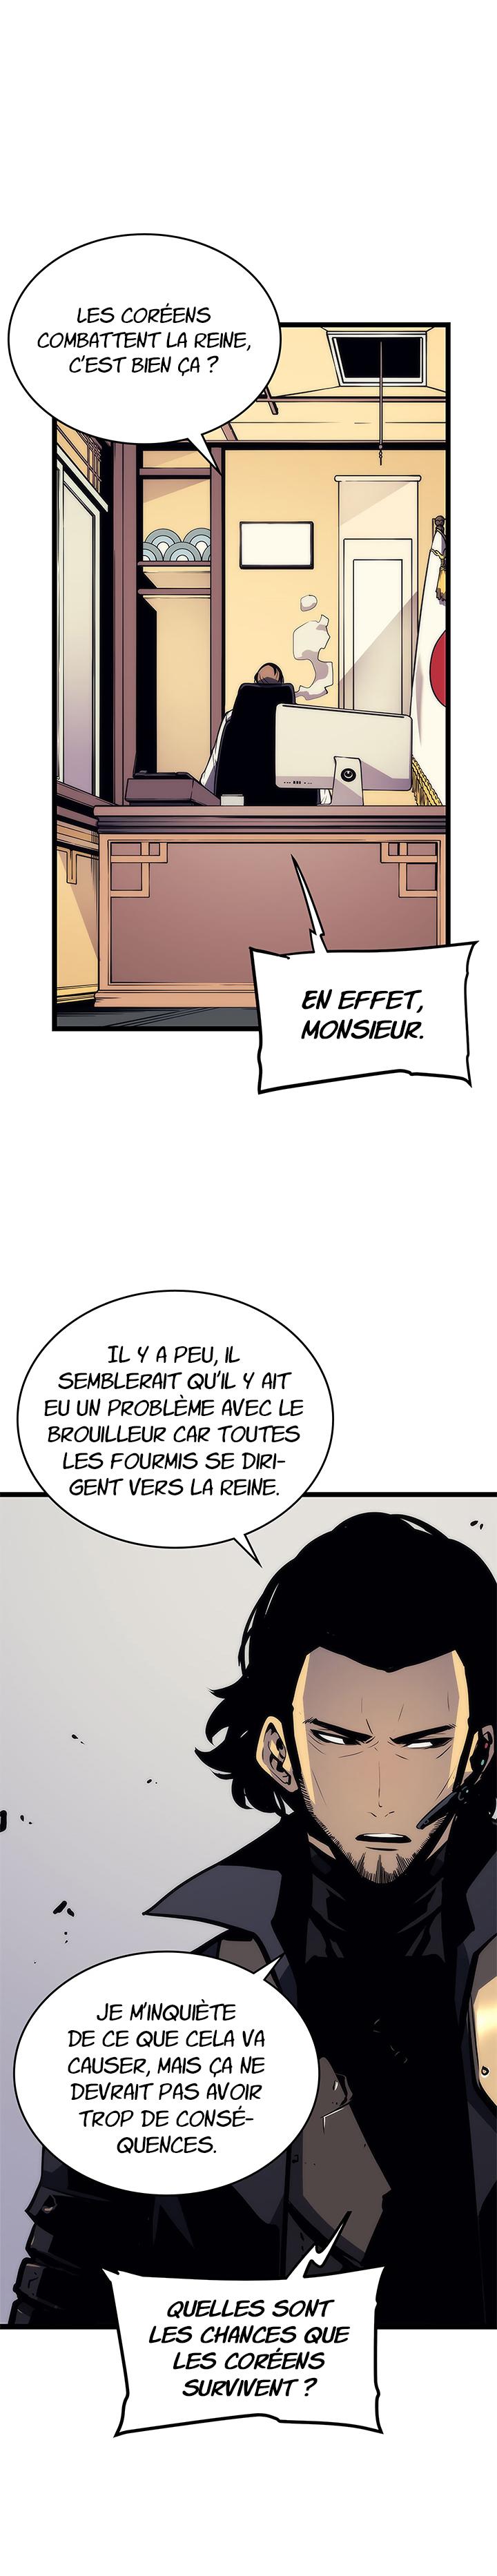 LES CORÉENS
COMBATTENT LA REINE,
C'EST BIEN ÇA ?
EN EFFET,
MONSIEUR.
IL Y A PEU, IL
SEMBLERAIT QU'IL Y AIT
EU UN PROBLÈME AVEC LE
BROUILLEUR CAR TOUTES
LES FOURMIS SE DIRI-
GENT VERS LA REINE.
JE M'INQUIÈTE
DE CE QUE CELA VA
CAUSER, MAIS ÇA NE
DEVRAIT PAS AVOIR
TROP DE CONSÉ-
QUENCES.
QUELLES SONT
LES CHANCES QUE
LES CORÉENS
SURVIVENT ?